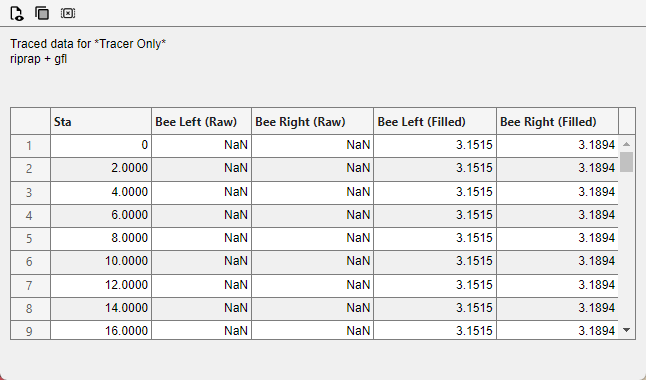 Traced data for *Tracer Only*
riprap + gfl
Sta Bee Left (Raw) Bee Right (Raw) Bee Left (Filled) Bee Right (Filled)
1 0 NaN NaN 3.1515 3.1894
2 2.0000 NaN NaN 3.1515 3.1894
3 4.0000 NaN NaN 3.1515 3.1894
4 6.0000 NaN NaN 3.1515 3.1894
5 8.0000 NaN NaN 3.1515 3.1894
6 10.0000 NaN NaN 3.1515 3.1894
7 12.0000 NaN NaN 3.1515 3.1894
8 14.0000 NaN NaN 3.1515 3.1894
9 16.0000 NaN NaN 3.1515 3.1894